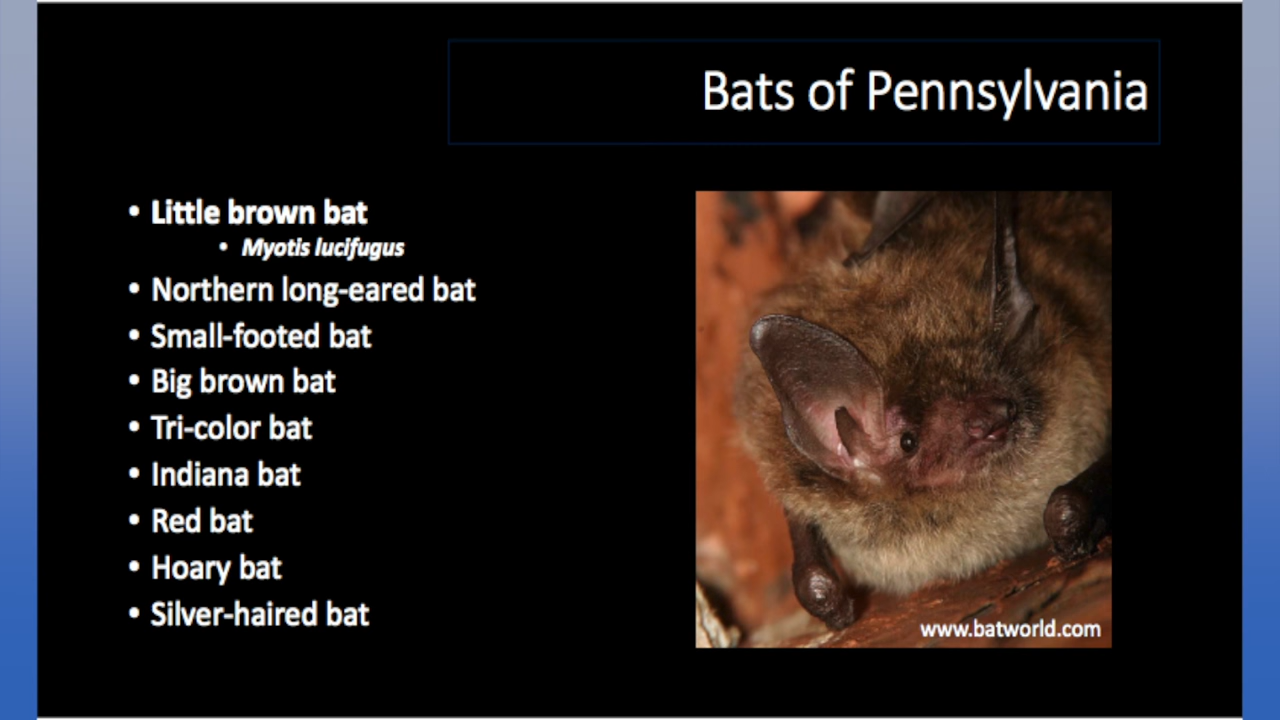 Bats of Pennsylvania
• Little brown bat
• Myotis lucifugus
• Northern long-eared bat
• Small-footed bat
• Big brown bat
• Tri-color bat
• Indiana bat
• Red bat
• Hoary bat
• Silver-haired bat
www.batworld.com